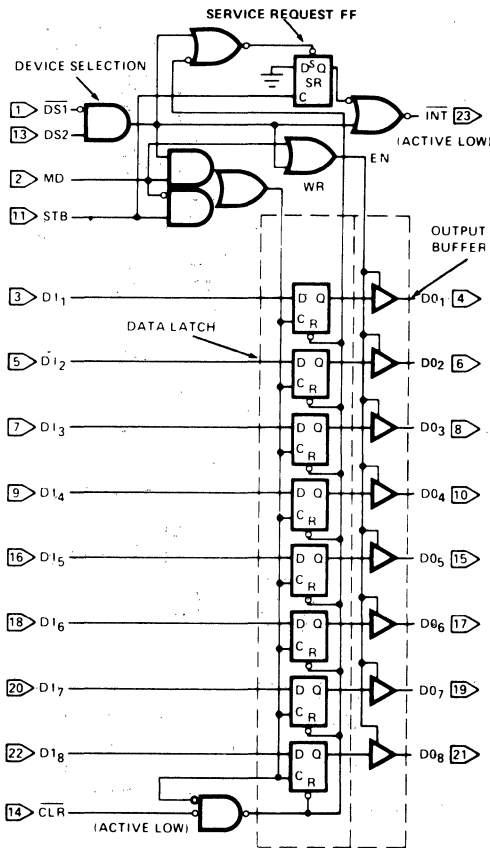 SERVICE REQUEST FF
DEVICE SELECTION
D S Q
SR
C
1 DS1
13 DS2
INT 23
(ACTIVE LOW)
2 MD
EN
WR
11 STB
OUTPUT
BUFFER
3 DI1 D Q C R DO1 4
DATA LATCH
5 DI2 D Q C R DO2 6
7 DI3 D Q C R DO3 8
9 DI4 D Q C R DO4 10
16 DI5 D Q C R DO5 15
18 DI6 D Q C R DO6 17
20 DI7 D Q C R DO7 19
22 DI8 D Q C R DO8 21
14 CLR
(ACTIVE LOW)